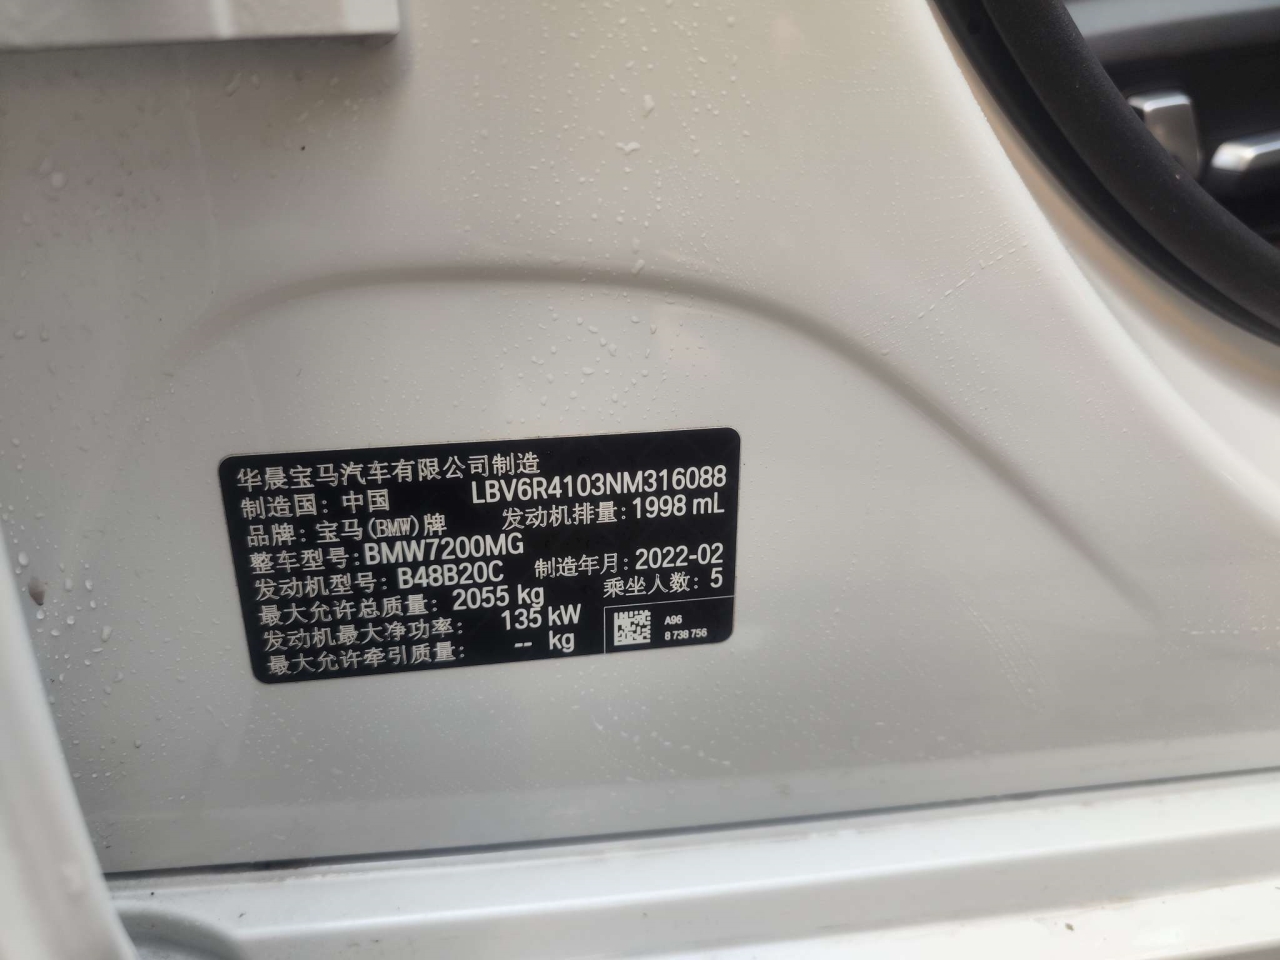 华晨宝马汽车有限公司制造
制造国: 中国 LBV6R4103NM316088
品牌: 宝马(BMW)牌 发动机排量: 1998 mL
整车型号: BMW7200MG
发动机型号: B48B20C 制造年月: 2022-02
最大允许总质量: 2055 kg 乘坐人数: 5
发动机最大净功率: 135 kW
最大允许牵引质量: -- kg
A96
8 738 756